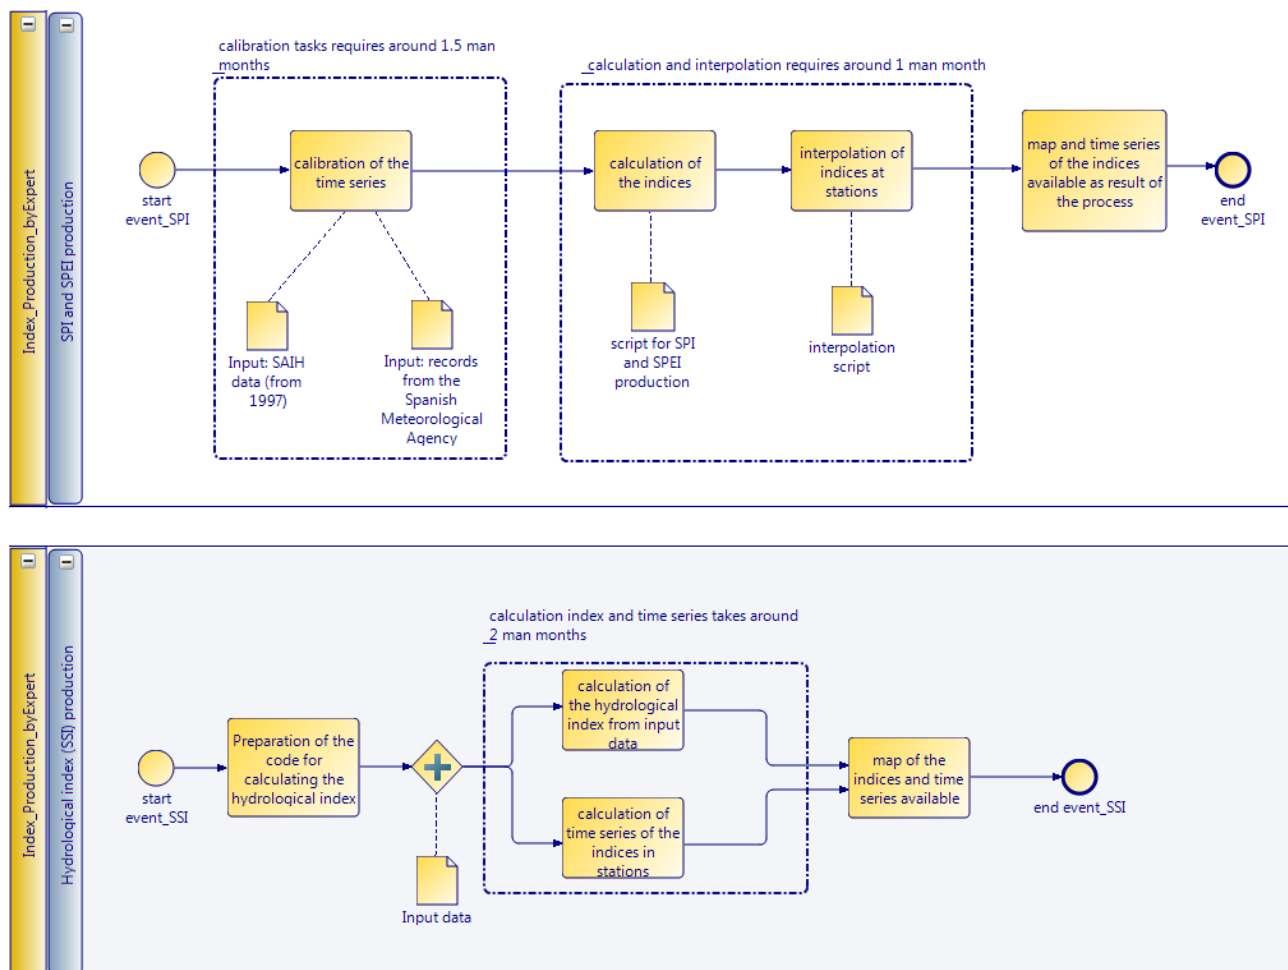 Index_Production_byExpert
SPI and SPEI production
calibration tasks requires around 1.5 man
_months
_calculation and interpolation requires around 1 man month
start
event_SPI
calibration of the
time series
calculation of
the indices
interpolation of
indices at
stations
map and time series
of the indices
available as result of
the process
end
event_SPI
Input: SAIH
data (from
1997)
Input: records
from the
Spanish
Meteorological
Agency
script for SPI
and SPEI
production
interpolation
script
Index_Production_byExpert
Hydrological index (SSI) production
calculation index and time series takes around
_2 man months
start
event_SSI
Preparation of the
code for
calculating the
hydrological index
Input data
calculation of
the hydrological
index from input
data
calculation of
time series of the
indices in
stations
map of the
indices and time
series available
end event_SSI